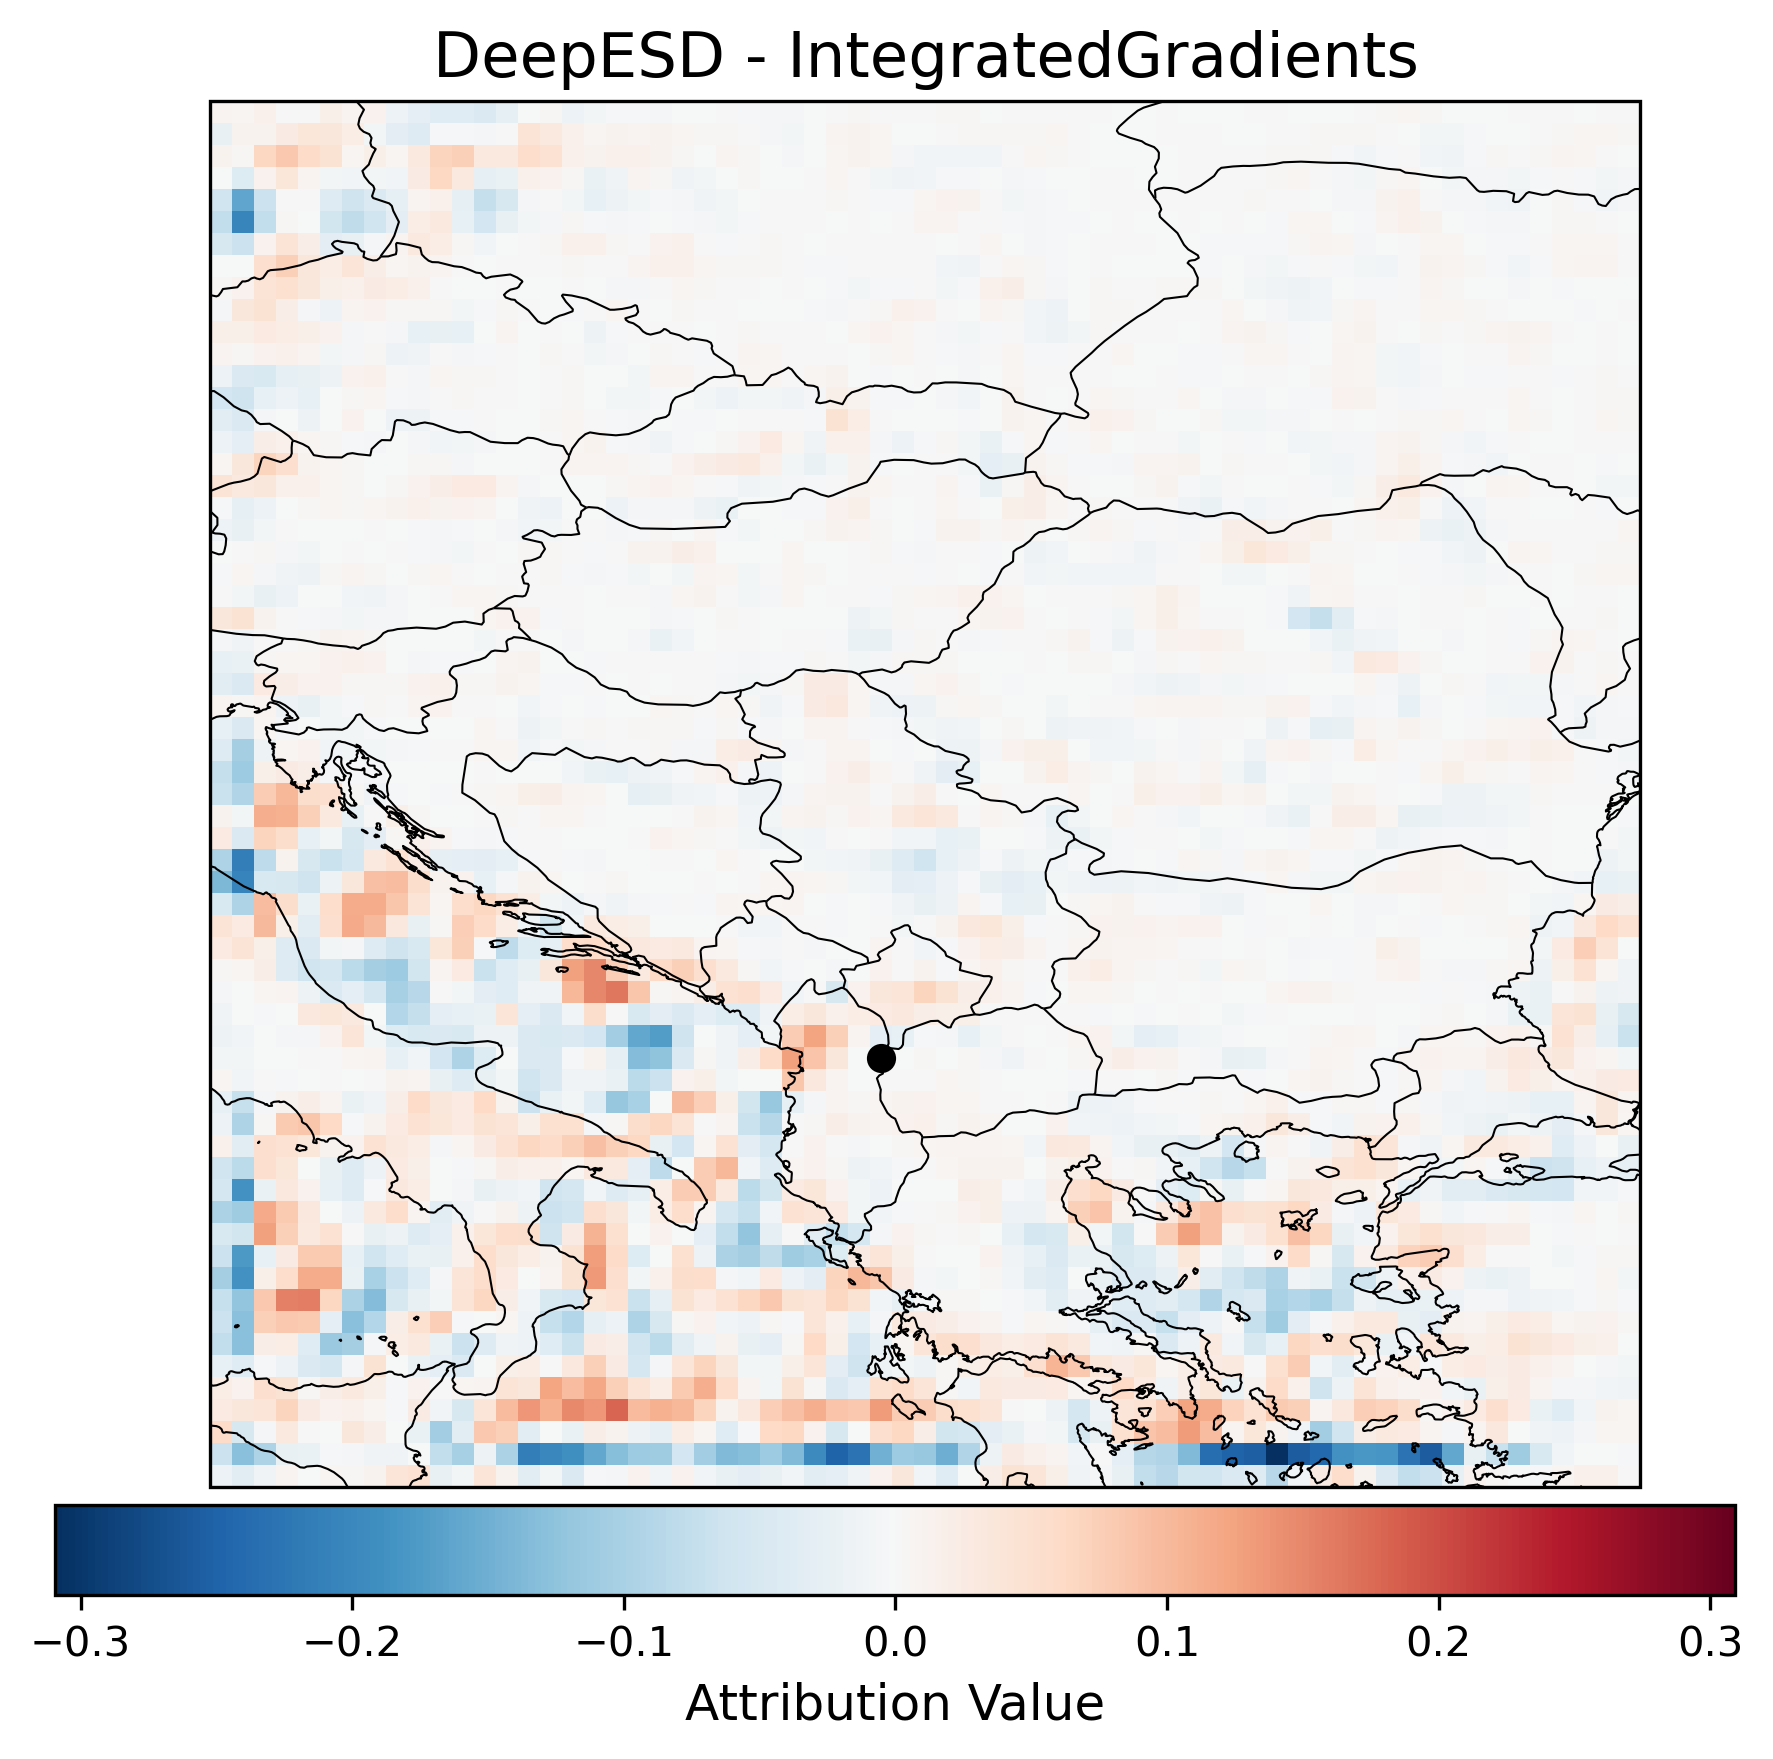 DeepESD - IntegratedGradients
−0.3 −0.2 −0.1 0.0 0.1 0.2 0.3
Attribution Value